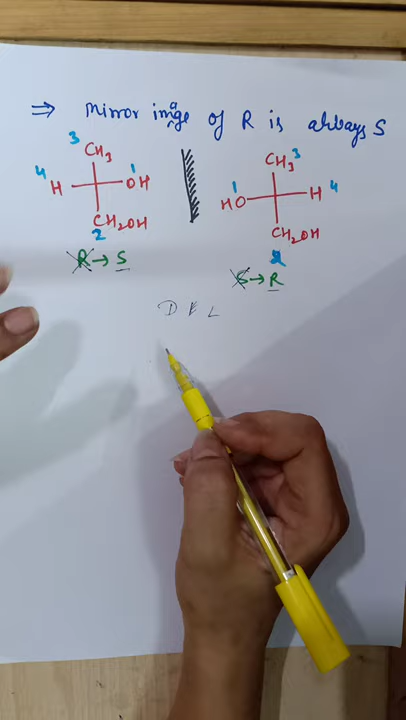 ⇒ Mirror image of R is always S
3 CH3 CH3 3
4 H 1 OH 1 HO H 4
CH2OH CH2OH
2 2
R → S S → R
D & L